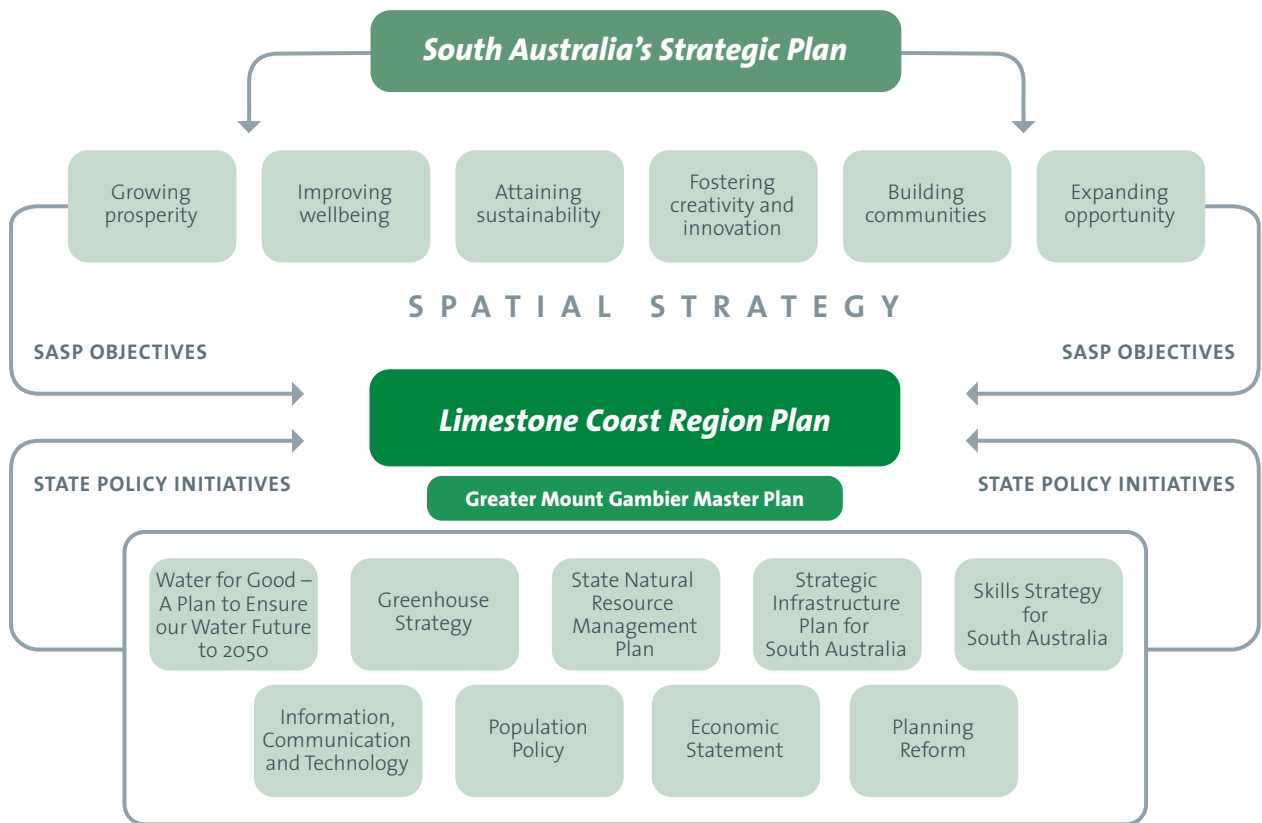 South Australia’s Strategic Plan
Growing
prosperity
Improving
wellbeing
Attaining
sustainability
Fostering
creativity and
innovation
Building
communities
Expanding
opportunity
SPATIAL STRATEGY
SASP OBJECTIVES
SASP OBJECTIVES
Limestone Coast Region Plan
STATE POLICY INITIATIVES
STATE POLICY INITIATIVES
Greater Mount Gambier Master Plan
Water for Good –
A Plan to Ensure
our Water Future
to 2050
Greenhouse
Strategy
State Natural
Resource
Management
Plan
Strategic
Infrastructure
Plan for
South Australia
Skills Strategy
for
South Australia
Information,
Communication
and Technology
Population
Policy
Economic
Statement
Planning
Reform